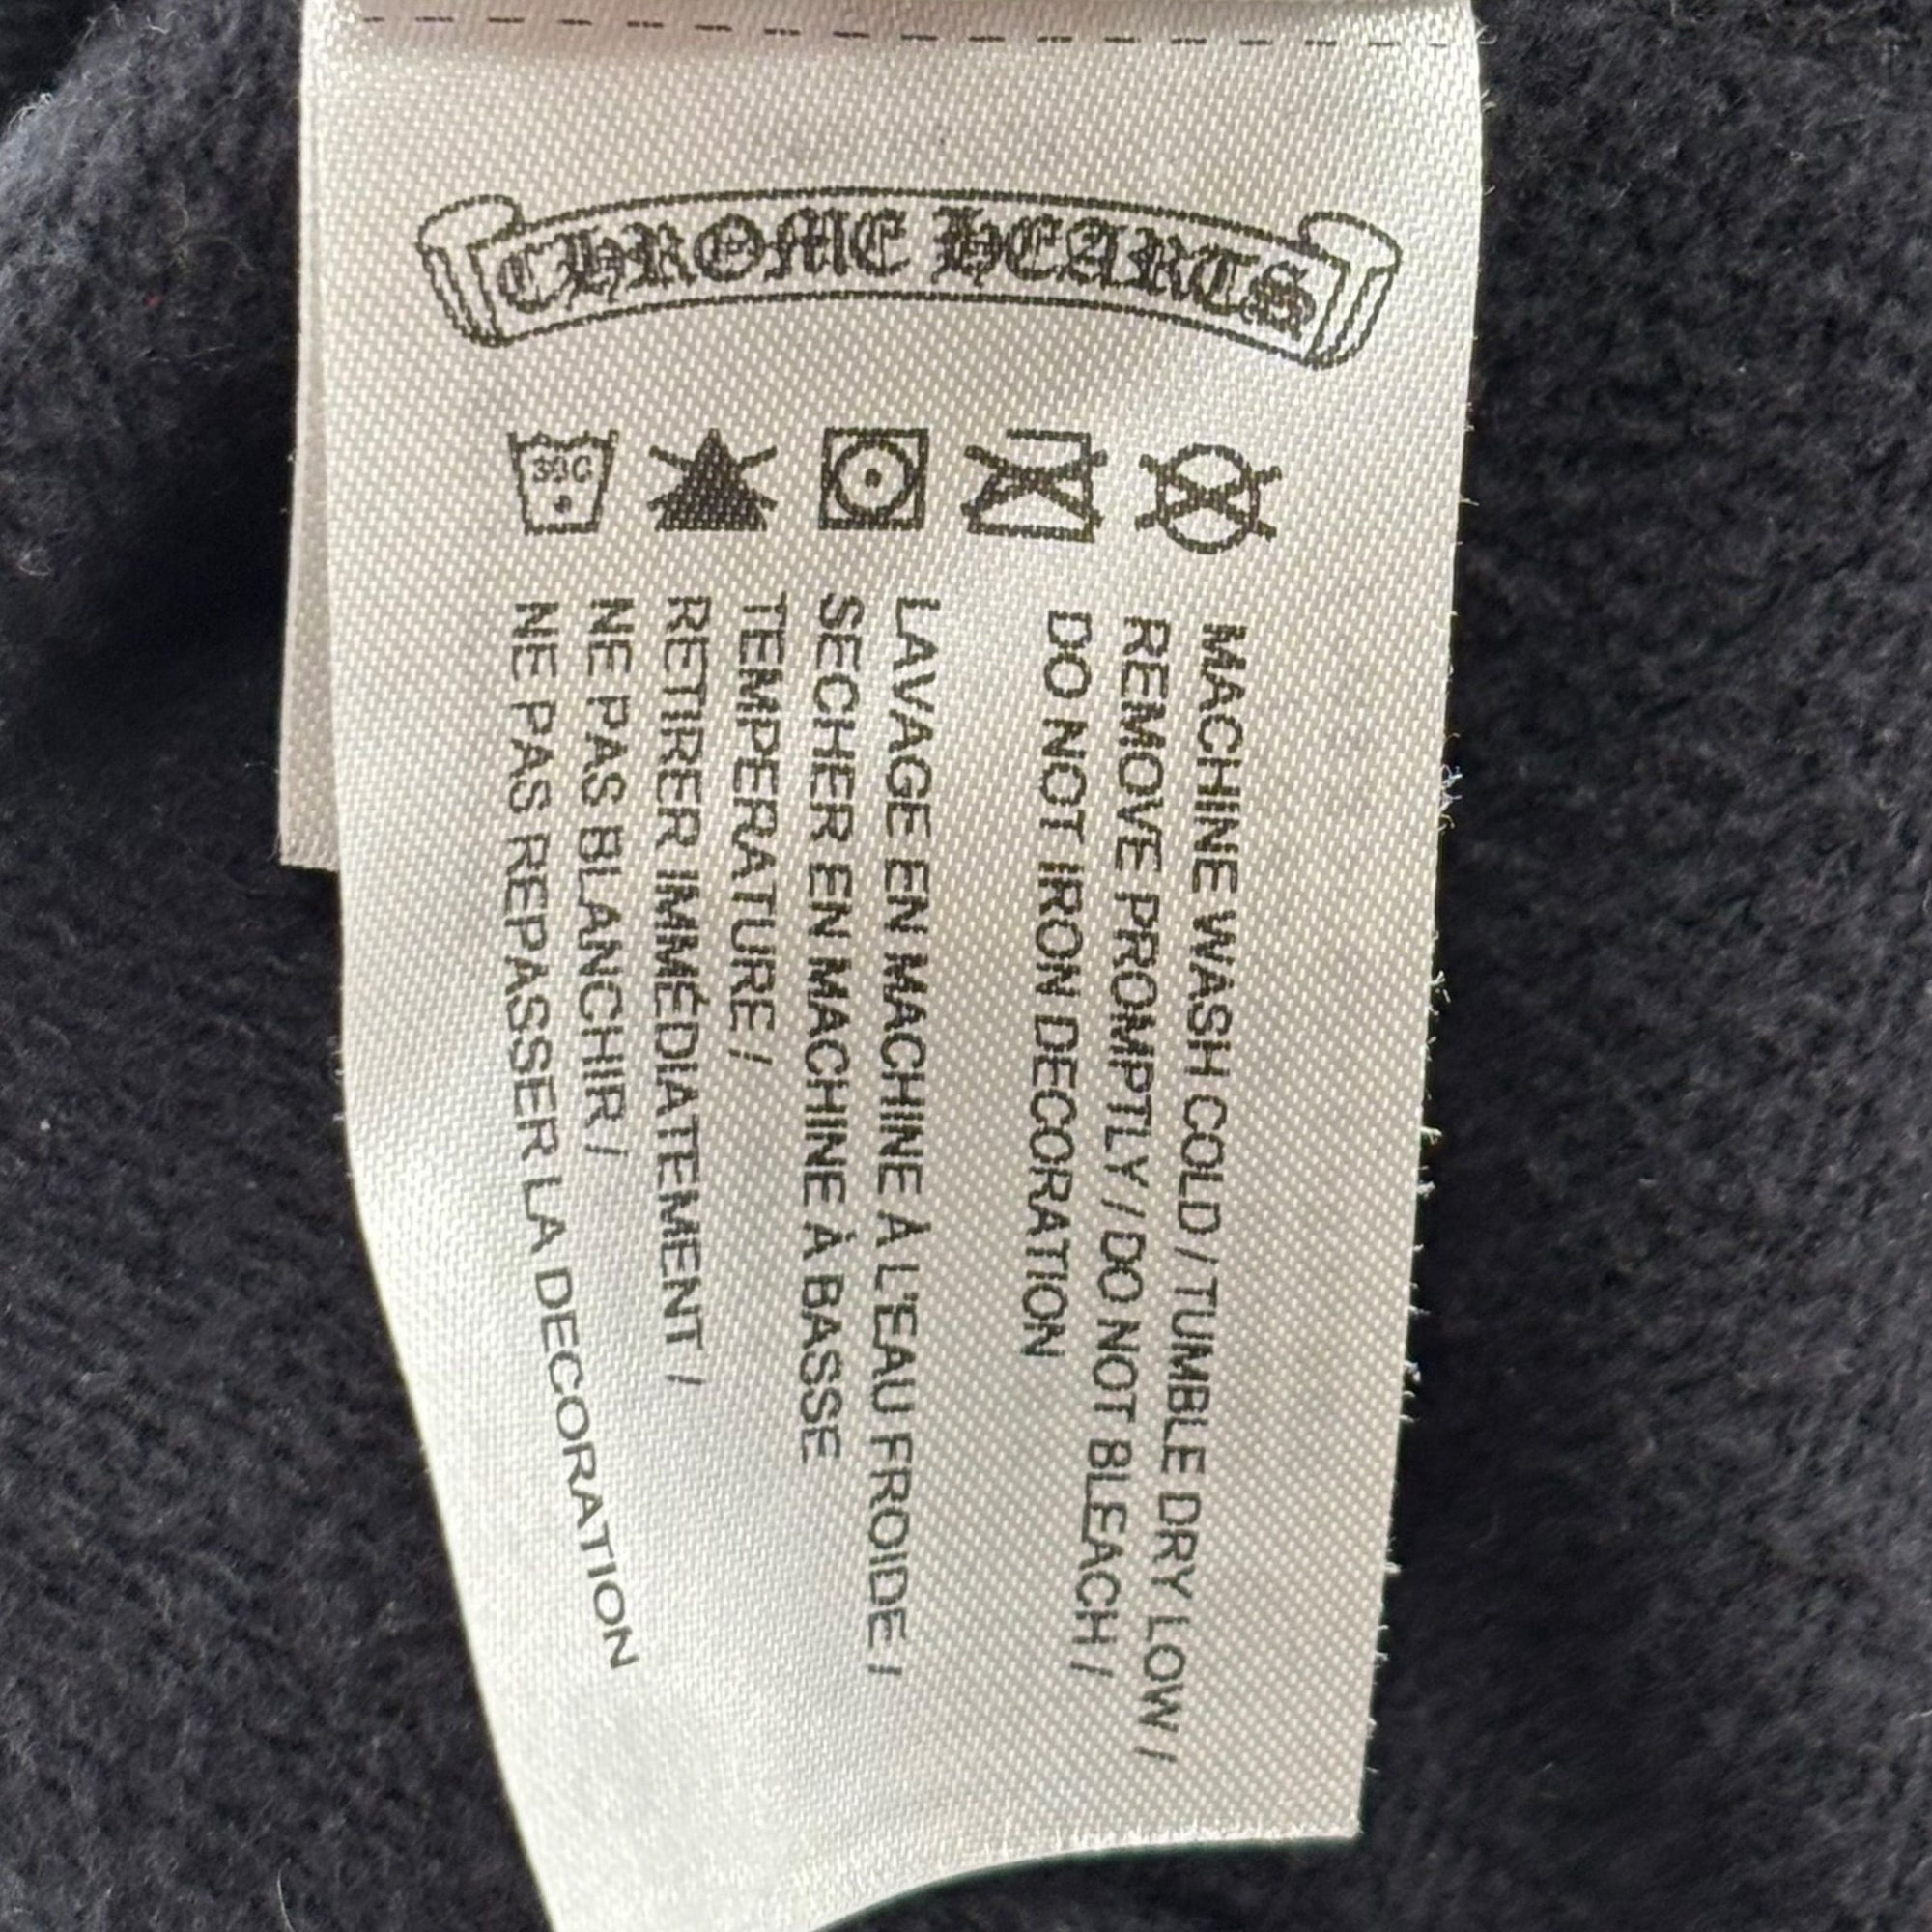 CHROME HEARTS
30C
MACHINE WASH COLD / TUMBLE DRY LOW /
REMOVE PROMPTLY / DO NOT BLEACH /
DO NOT IRON DECORATION
LAVAGE EN MACHINE À L'EAU FROIDE /
SECHER EN MACHINE À BASSE
TEMPERATURE /
RETIRER IMMÉDIATEMENT /
NE PAS BLANCHIR /
NE PAS REPASSER LA DECORATION